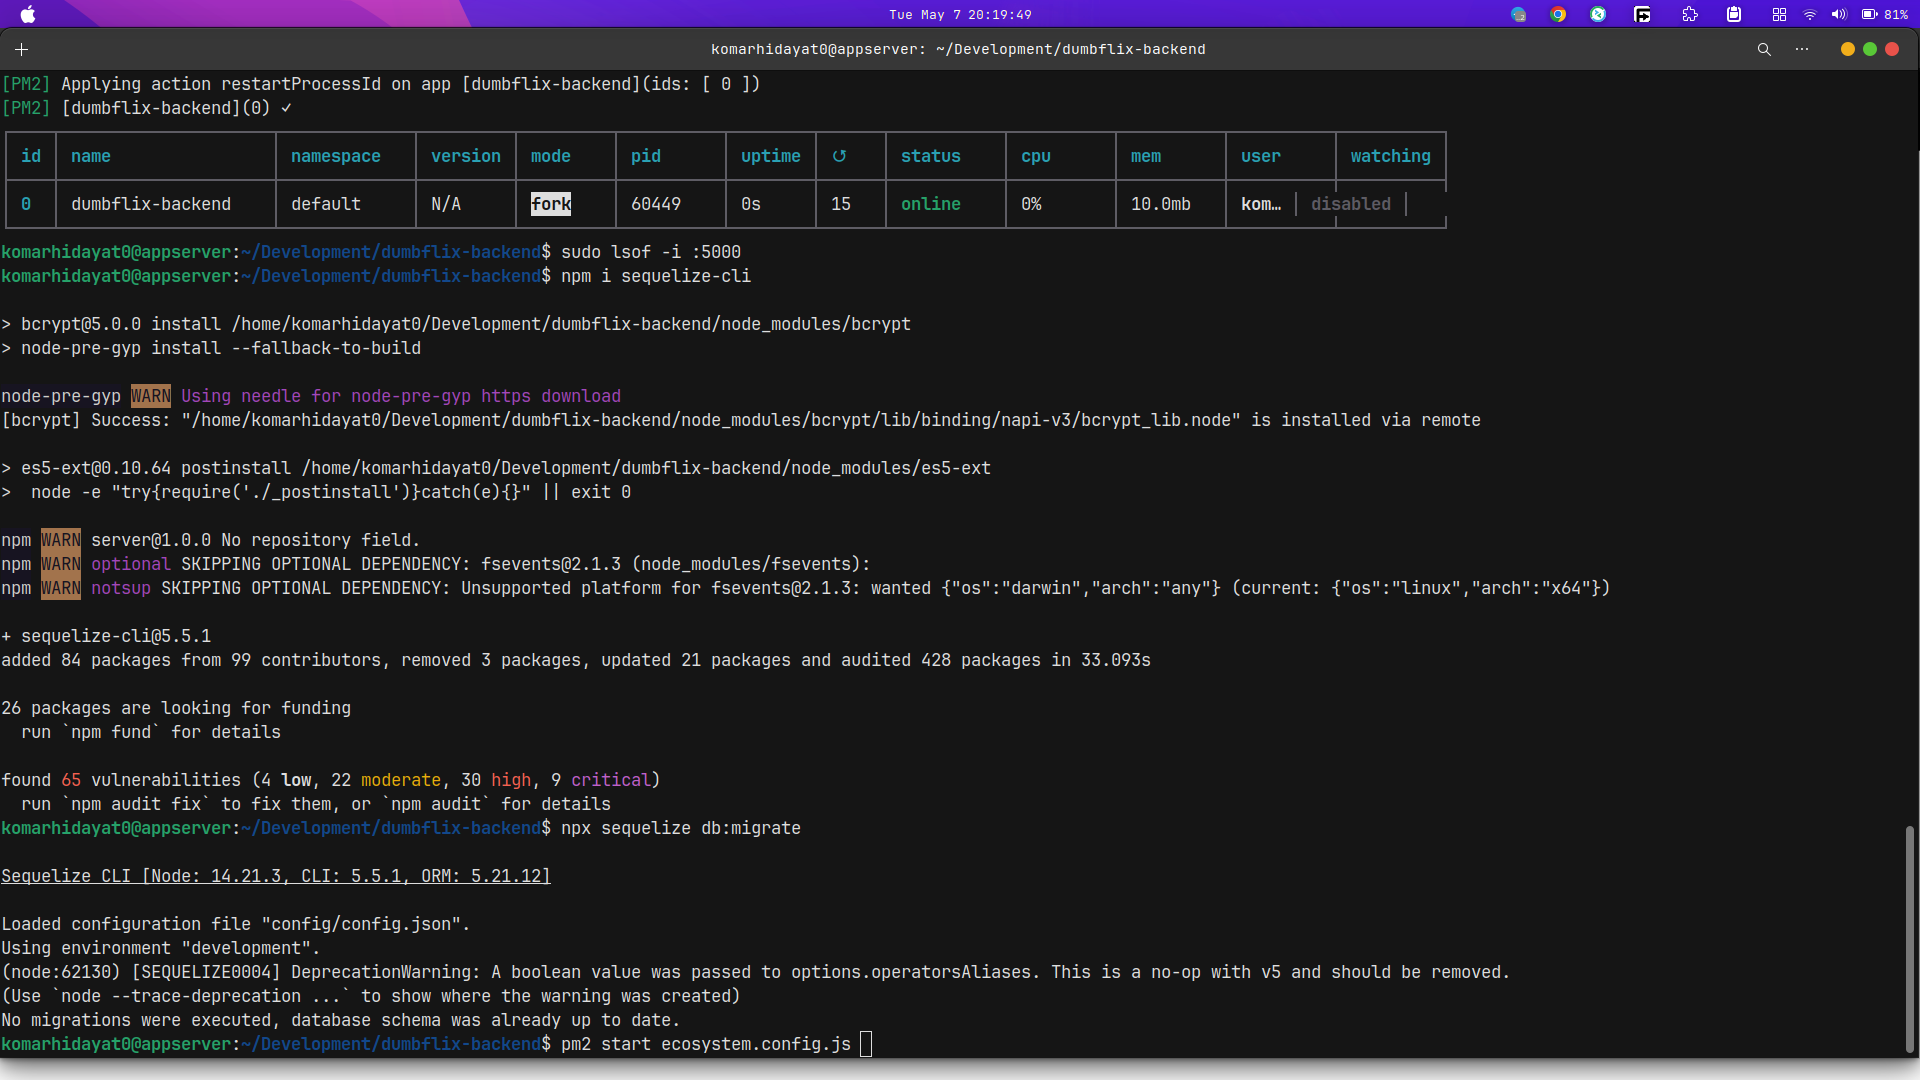 Tue May 7 20:19:49
81%
komarhidayat0@appserver: ~/Development/dumbflix-backend
[PM2] Applying action restartProcessId on app [dumbflix-backend](ids: [ 0 ])
[PM2] [dumbflix-backend](0) ✓
id name namespace version mode pid uptime ↺ status cpu mem user watching
0 dumbflix-backend default N/A fork 60449 0s 15 online 0% 10.0mb kom… disabled
komarhidayat0@appserver:~/Development/dumbflix-backend$ sudo lsof -i :5000
komarhidayat0@appserver:~/Development/dumbflix-backend$ npm i sequelize-cli
> bcrypt@5.0.0 install /home/komarhidayat0/Development/dumbflix-backend/node_modules/bcrypt
> node-pre-gyp install --fallback-to-build
node-pre-gyp WARN Using needle for node-pre-gyp https download
[bcrypt] Success: "/home/komarhidayat0/Development/dumbflix-backend/node_modules/bcrypt/lib/binding/napi-v3/bcrypt_lib.node" is installed via remote
> es5-ext@0.10.64 postinstall /home/komarhidayat0/Development/dumbflix-backend/node_modules/es5-ext
>  node -e "try{require('./_postinstall')}catch(e){}" || exit 0
npm WARN server@1.0.0 No repository field.
npm WARN optional SKIPPING OPTIONAL DEPENDENCY: fsevents@2.1.3 (node_modules/fsevents):
npm WARN notsup SKIPPING OPTIONAL DEPENDENCY: Unsupported platform for fsevents@2.1.3: wanted {"os":"darwin","arch":"any"} (current: {"os":"linux","arch":"x64"})
+ sequelize-cli@5.5.1
added 84 packages from 99 contributors, removed 3 packages, updated 21 packages and audited 428 packages in 33.093s
26 packages are looking for funding
  run `npm fund` for details
found 65 vulnerabilities (4 low, 22 moderate, 30 high, 9 critical)
  run `npm audit fix` to fix them, or `npm audit` for details
komarhidayat0@appserver:~/Development/dumbflix-backend$ npx sequelize db:migrate
Sequelize CLI [Node: 14.21.3, CLI: 5.5.1, ORM: 5.21.12]
Loaded configuration file "config/config.json".
Using environment "development".
(node:62130) [SEQUELIZE0004] DeprecationWarning: A boolean value was passed to options.operatorsAliases. This is a no-op with v5 and should be removed.
(Use `node --trace-deprecation ...` to show where the warning was created)
No migrations were executed, database schema was already up to date.
komarhidayat0@appserver:~/Development/dumbflix-backend$ pm2 start ecosystem.config.js